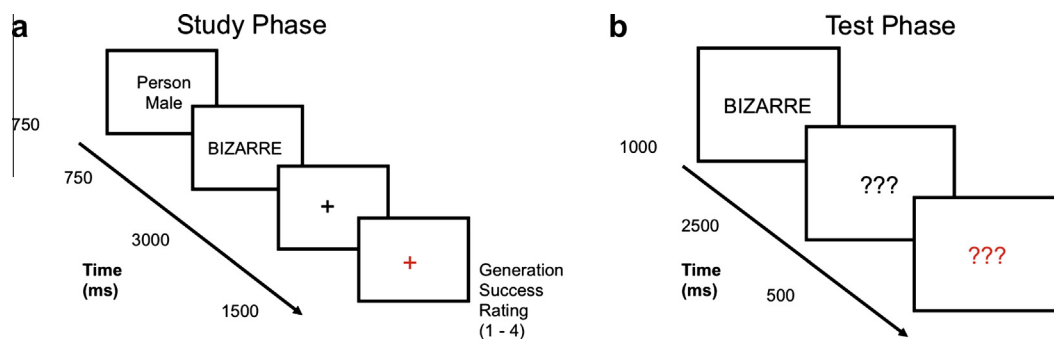 a
Study Phase
Person
Male
750
BIZARRE
750
+
3000
+
Time
(ms)
1500
Generation
Success
Rating
(1 - 4)
b
Test Phase
BIZARRE
1000
???
2500
???
Time
(ms)
500